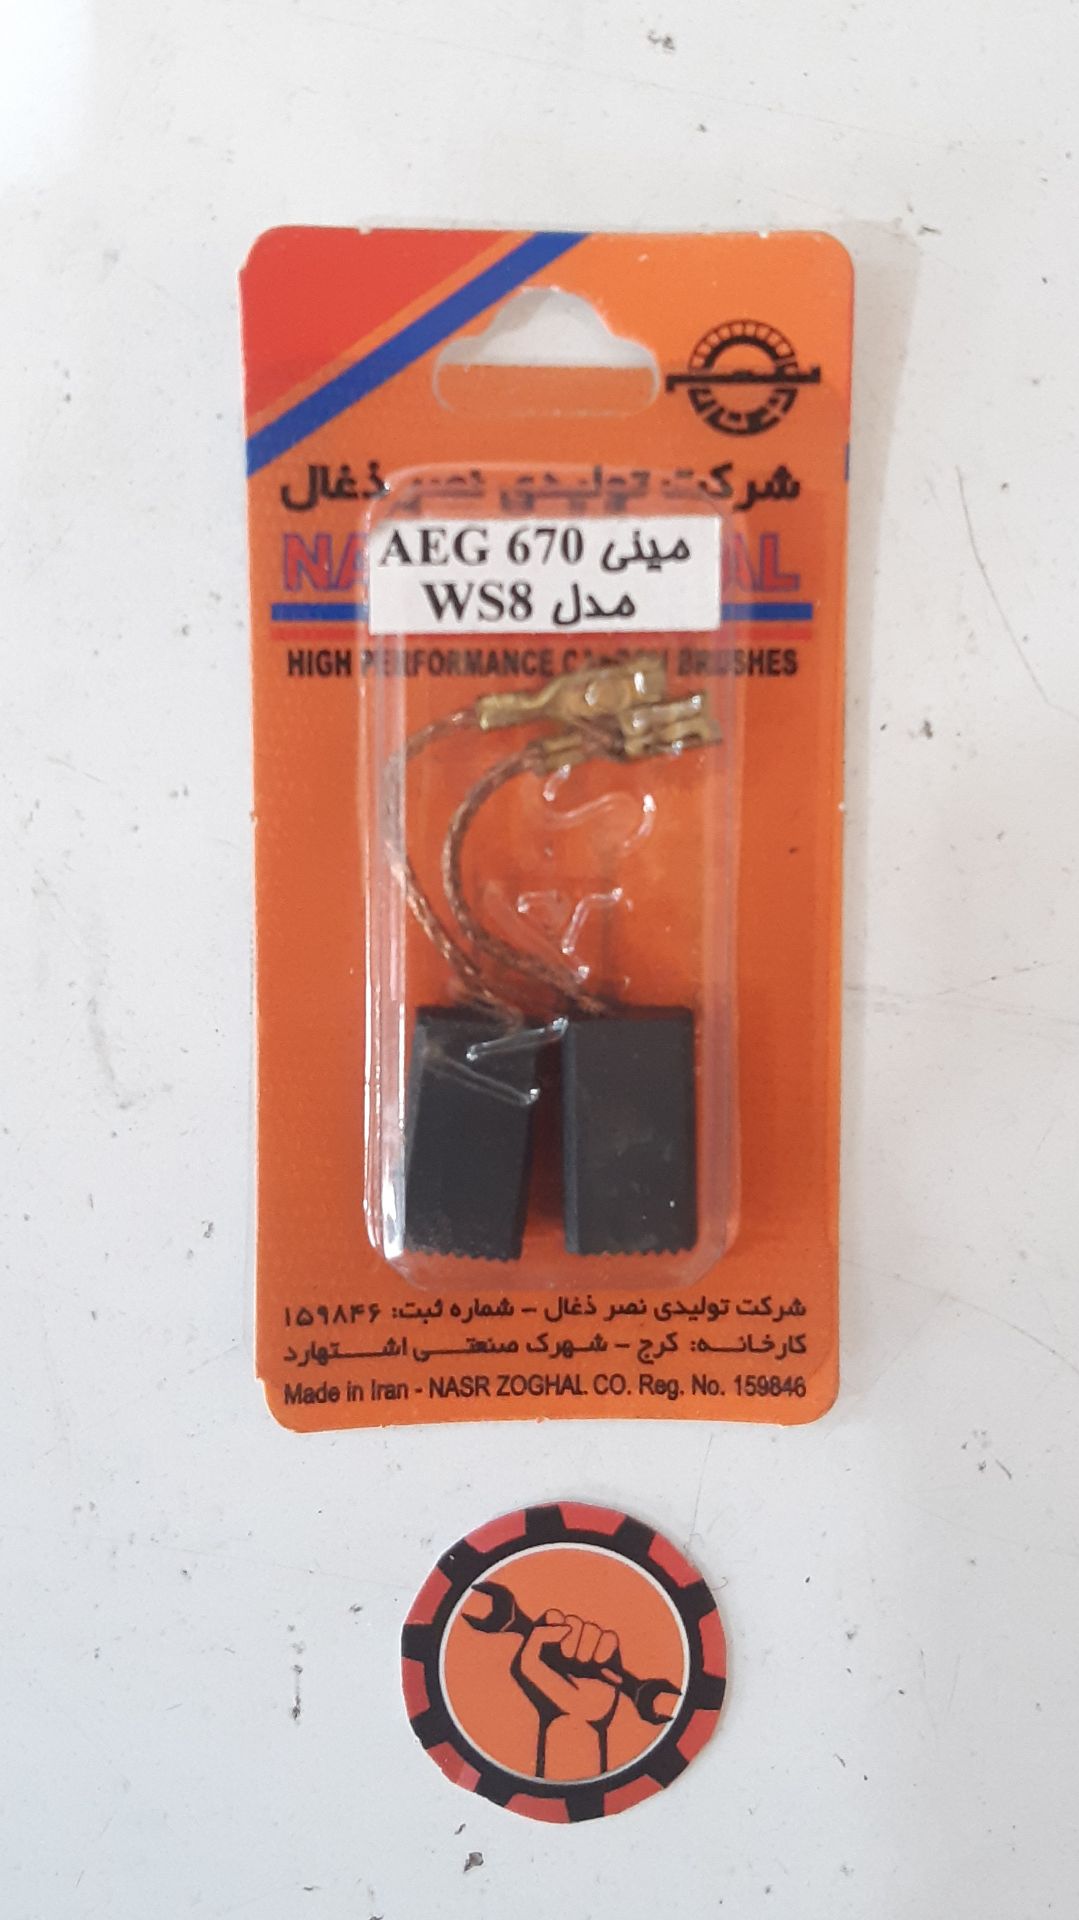 شرکت تولیدی نصر ذغال
مینی AEG 670
مدل WS8
HIGH PERFORMANCE CARBON BRUSHES
شرکت تولیدی نصر ذغال – شماره ثبت: ۱۵۹۸۴۶
کارخانه: کرج – شهرک صنعتی اشتهارد
Made in Iran - NASR ZOGHAL CO. Reg. No. 159846